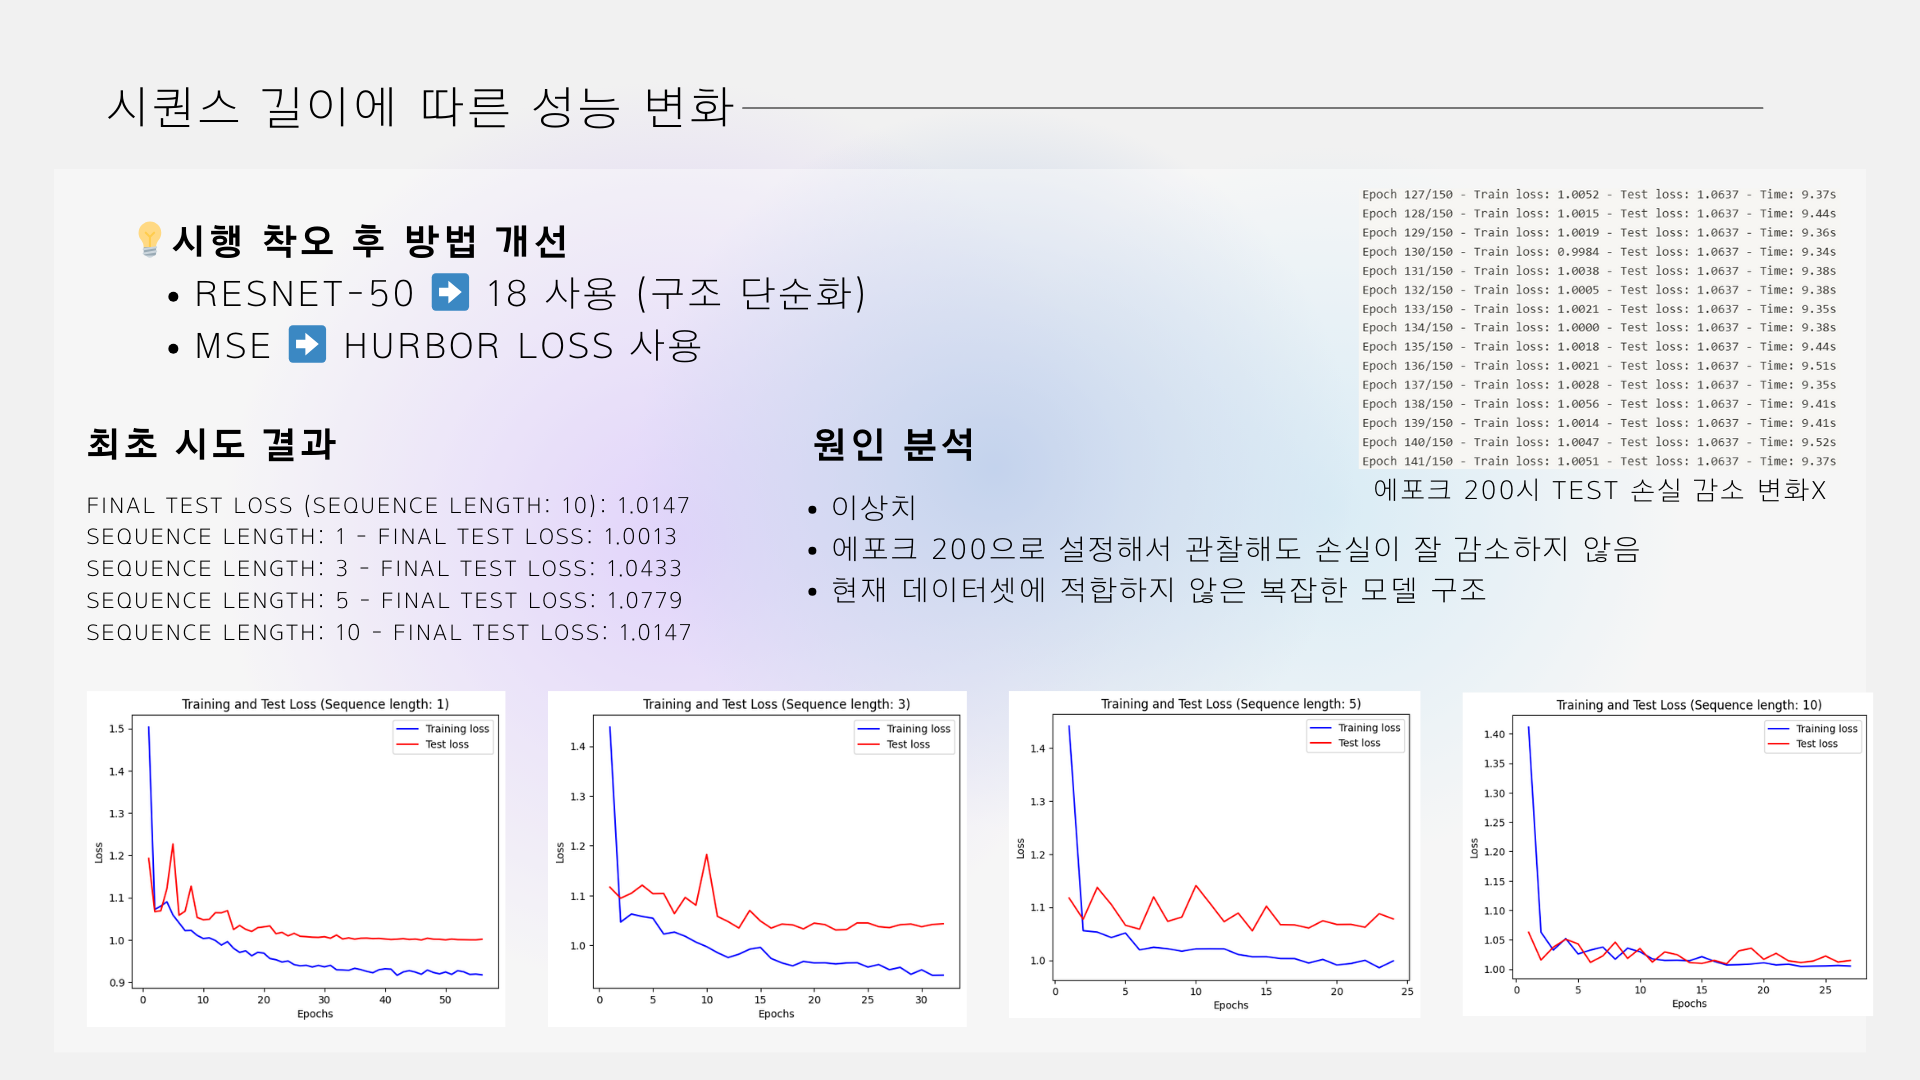 시퀀스 길이에 따른 성능 변화
💡시행 착오 후 방법 개선
• RESNET-50 ➡ 18 사용 (구조 단순화)
• MSE ➡ HURBOR LOSS 사용
Epoch 127/150 - Train loss: 1.0052 - Test loss: 1.0637 - Time: 9.37s
Epoch 128/150 - Train loss: 1.0015 - Test loss: 1.0637 - Time: 9.44s
Epoch 129/150 - Train loss: 1.0019 - Test loss: 1.0637 - Time: 9.36s
Epoch 130/150 - Train loss: 0.9984 - Test loss: 1.0637 - Time: 9.34s
Epoch 131/150 - Train loss: 1.0038 - Test loss: 1.0637 - Time: 9.38s
Epoch 132/150 - Train loss: 1.0005 - Test loss: 1.0637 - Time: 9.38s
Epoch 133/150 - Train loss: 1.0021 - Test loss: 1.0637 - Time: 9.35s
Epoch 134/150 - Train loss: 1.0000 - Test loss: 1.0637 - Time: 9.38s
Epoch 135/150 - Train loss: 1.0018 - Test loss: 1.0637 - Time: 9.44s
Epoch 136/150 - Train loss: 1.0021 - Test loss: 1.0637 - Time: 9.51s
Epoch 137/150 - Train loss: 1.0028 - Test loss: 1.0637 - Time: 9.35s
Epoch 138/150 - Train loss: 1.0056 - Test loss: 1.0637 - Time: 9.41s
Epoch 139/150 - Train loss: 1.0014 - Test loss: 1.0637 - Time: 9.41s
Epoch 140/150 - Train loss: 1.0047 - Test loss: 1.0637 - Time: 9.52s
Epoch 141/150 - Train loss: 1.0051 - Test loss: 1.0637 - Time: 9.37s
에포크 200시 TEST 손실 감소 변화X
최초 시도 결과
FINAL TEST LOSS (SEQUENCE LENGTH: 10): 1.0147
SEQUENCE LENGTH: 1 - FINAL TEST LOSS: 1.0013
SEQUENCE LENGTH: 3 - FINAL TEST LOSS: 1.0433
SEQUENCE LENGTH: 5 - FINAL TEST LOSS: 1.0779
SEQUENCE LENGTH: 10 - FINAL TEST LOSS: 1.0147
원인 분석
• 이상치
• 에포크 200으로 설정해서 관찰해도 손실이 잘 감소하지 않음
• 현재 데이터셋에 적합하지 않은 복잡한 모델 구조
Training and Test Loss (Sequence length: 1)
Training loss
Test loss
1.5
1.4
1.3
1.2
1.1
1.0
0.9
Loss
0 10 20 30 40 50
Epochs
Training and Test Loss (Sequence length: 3)
Training loss
Test loss
1.4
1.3
1.2
1.1
1.0
Loss
0 5 10 15 20 25 30
Epochs
Training and Test Loss (Sequence length: 5)
Training loss
Test loss
1.4
1.3
1.2
1.1
1.0
Loss
0 5 10 15 20 25
Epochs
Training and Test Loss (Sequence length: 10)
Training loss
Test loss
1.40
1.35
1.30
1.25
1.20
1.15
1.10
1.05
1.00
Loss
0 5 10 15 20 25
Epochs